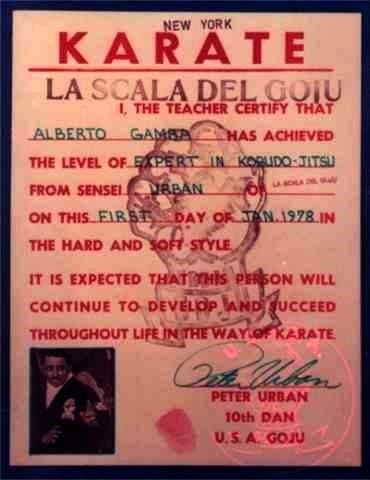 NEW YORK
KARATE
LA SCALA DEL GOJU
I, THE TEACHER CERTIFY THAT
ALBERTO GAMBA HAS ACHIEVED
THE LEVEL OF EXPERT IN KOBUDO-JITSU
FROM SENSEI URBAN OF LA SCALA DEL GOJU
ON THIS FIRST DAY OF JAN. 1978 IN
THE HARD AND SOFT STYLE
IT IS EXPECTED THAT THIS PERSON WILL
CONTINUE TO DEVELOP AND SUCCEED
THROUGHOUT LIFE IN THE WAY OF KARATE.
Peter Urban
PETER URBAN
10th DAN
U.S.A. GOJU